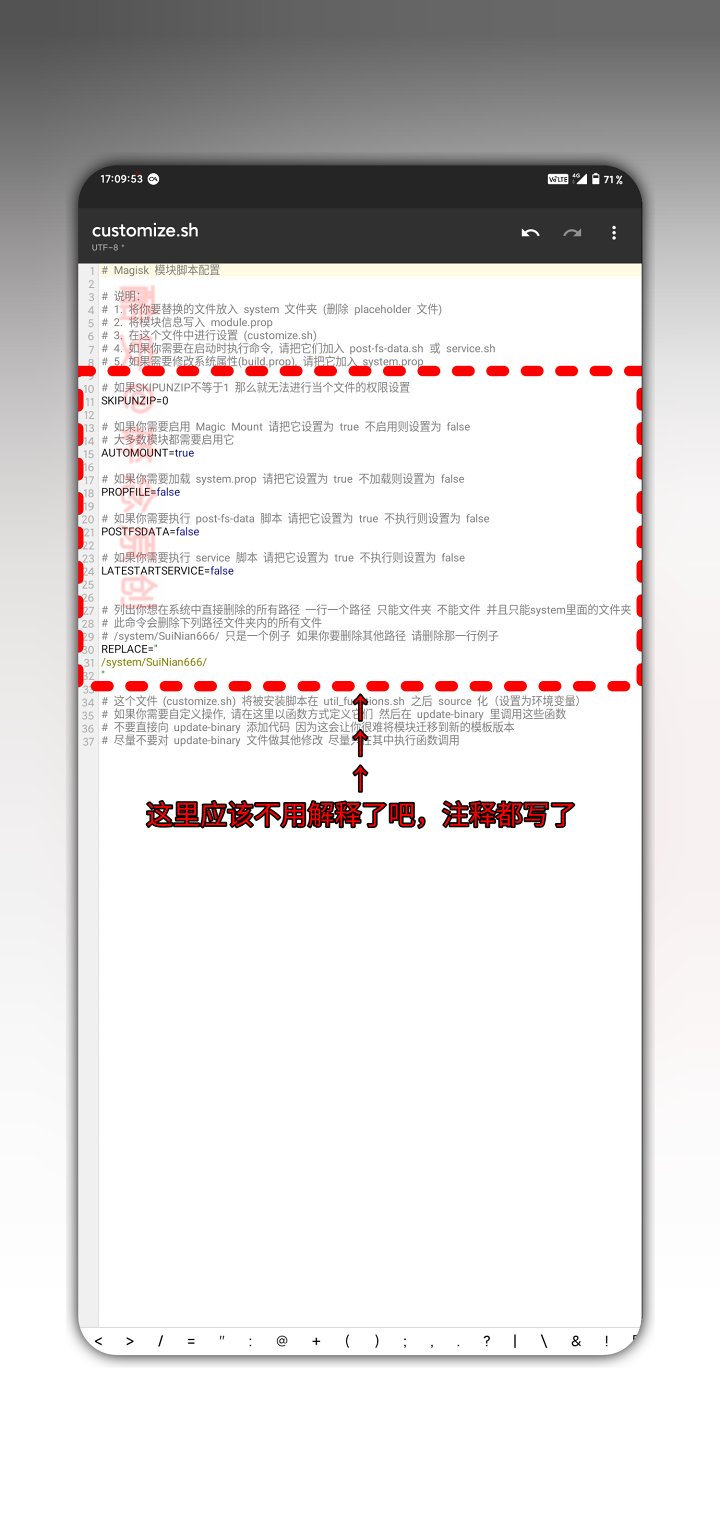 17:09:53
VoLTE 4G 71%
customize.sh
UTF-8 *
1 # Magisk 模块脚本配置
2
3 # 说明:
4 # 1. 将你要替换的文件放入 system 文件夹 (删除 placeholder 文件)
5 # 2. 将模块信息写入 module.prop
6 # 3. 在这个文件中进行设置 (customize.sh)
7 # 4. 如果你需要在启动时执行命令, 请把它们加入 post-fs-data.sh 或 service.sh
8 # 5. 如果需要修改系统属性(build.prop), 请把它加入 system.prop
9
10 # 如果SKIPUNZIP不等于1 那么就无法进行当个文件的权限设置
11 SKIPUNZIP=0
12
13 # 如果你需要启用 Magic Mount 请把它设置为 true 不启用则设置为 false
14 # 大多数模块都需要启用它
15 AUTOMOUNT=true
16
17 # 如果你需要加载 system.prop 请把它设置为 true 不加载则设置为 false
18 PROPFILE=false
19
20 # 如果你需要执行 post-fs-data 脚本 请把它设置为 true 不执行则设置为 false
21 POSTFSDATA=false
22
23 # 如果你需要执行 service 脚本 请把它设置为 true 不执行则设置为 false
24 LATESTARTSERVICE=false
25
26
27 # 列出你想在系统中直接删除的所有路径 一行一个路径 只能文件夹 不能文件 并且只能system里面的文件夹
28 # 此命令会删除下列路径文件夹内的所有文件
29 # /system/SuiNian666/ 只是一个例子 如果你要删除其他路径 请删除那一行例子
30 REPLACE="
31 /system/SuiNian666/
32 "
33
34 # 这个文件 (customize.sh) 将被安装脚本在 util_functions.sh 之后 source 化（设置为环境变量）
35 # 如果你需要自定义操作, 请在这里以函数方式定义它们 然后在 update-binary 里调用这些函数
36 # 不要直接向 update-binary 添加代码 因为这会让你很难将模块迁移到新的模板版本
37 # 尽量不要对 update-binary 文件做其他修改 尽量只在其中执行函数调用
这里应该不用解释了吧，注释都写了
< > / = " : @ + ( ) ; , . ? | \ & !